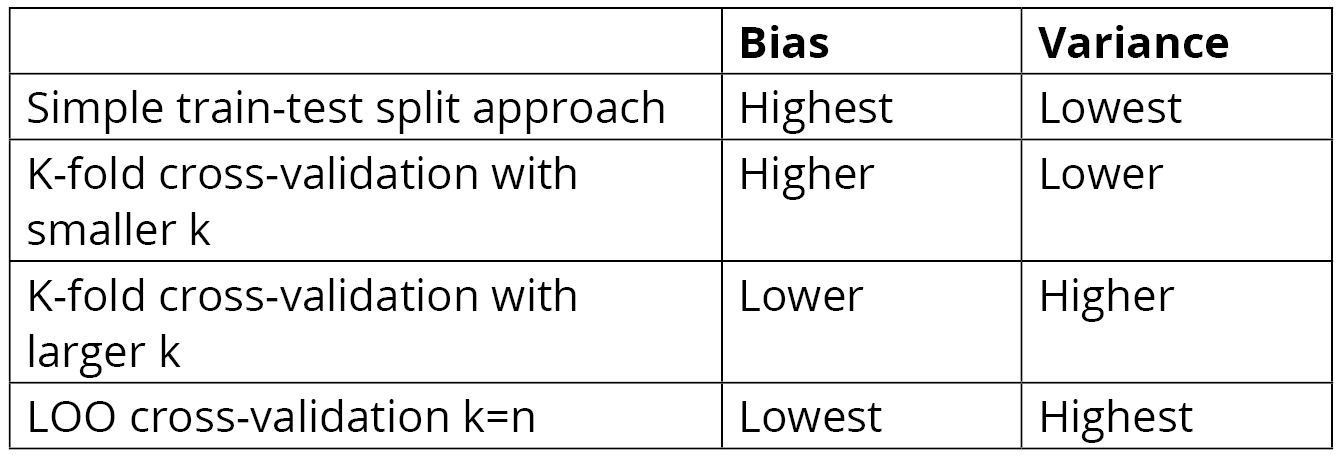 Bias Variance
Simple train-test split approach Highest Lowest
K-fold cross-validation with Higher Lower
smaller k
K-fold cross-validation with Lower Higher
larger k
LOO cross-validation k=n Lowest Highest